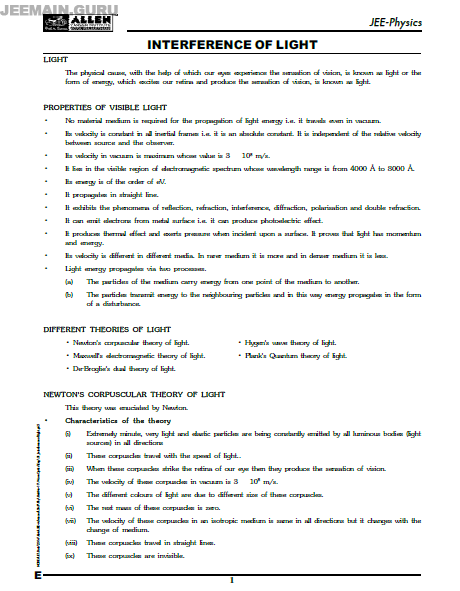 JEEMAIN.GURU
ALLEN
JEE-Physics
INTERFERENCE OF LIGHT
LIGHT
The physical cause, with the help of which our eyes experience the sensation of vision, is known as light or the
form of energy, which excites our retina and produce the sensation of vision, is known as light.
PROPERTIES OF VISIBLE LIGHT
• No material medium is required for the propagation of light energy i.e. it travels even in vacuum.
• Its velocity is constant in all inertial frames i.e. it is an absolute constant. It is independent of the relative velocity
between source and the observer.
• Its velocity in vacuum is maximum whose value is 3 10⁸ m/s.
• It lies in the visible region of electromagnetic spectrum whose wavelength range is from 4000 Å to 8000 Å.
• Its energy is of the order of eV.
• It propagates in straight line.
• It exhibits the phenomena of reflection, refraction, interference, diffraction, polarisation and double refraction.
• It can emit electrons from metal surface i.e. it can produce photoelectric effect.
• It produces thermal effect and exerts pressure when incident upon a surface. It proves that light has momentum
and energy.
• Its velocity is different in different media. In rarer medium it is more and in denser medium it is less.
• Light energy propagates via two processes.
(a) The particles of the medium carry energy from one point of the medium to another.
(b) The particles transmit energy to the neighbouring particles and in this way energy propagates in the form
of a disturbance.
DIFFERENT THEORIES OF LIGHT
• Newton's corpuscular theory of light. • Hygen's wave theory of light.
• Maxwell's electromagnetic theory of light. • Plank's Quantum theory of light.
• De-Broglie's dual theory of light.
NEWTON'S CORPUSCULAR THEORY OF LIGHT
This theory was enuciated by Newton.
• Characteristics of the theory
(i) Extremely minute, very light and elastic particles are being constantly emitted by all luminous bodies (light
sources) in all directions
(ii) These corpuscles travel with the speed of light..
(iii) When these corpuscles strike the retina of our eye then they produce the sensation of vision.
(iv) The velocity of these corpuscles in vacuum is 3 10⁸ m/s.
(v) The different colours of light are due to different size of these corpuscles.
(vi) The rest mass of these corpuscles is zero.
(vii) The velocity of these corpuscles in an isotropic medium is same in all directions but it changes with the
change of medium.
(viii) These corpuscles travel in straight lines.
(ix) These corpuscles are invisible.
E
1